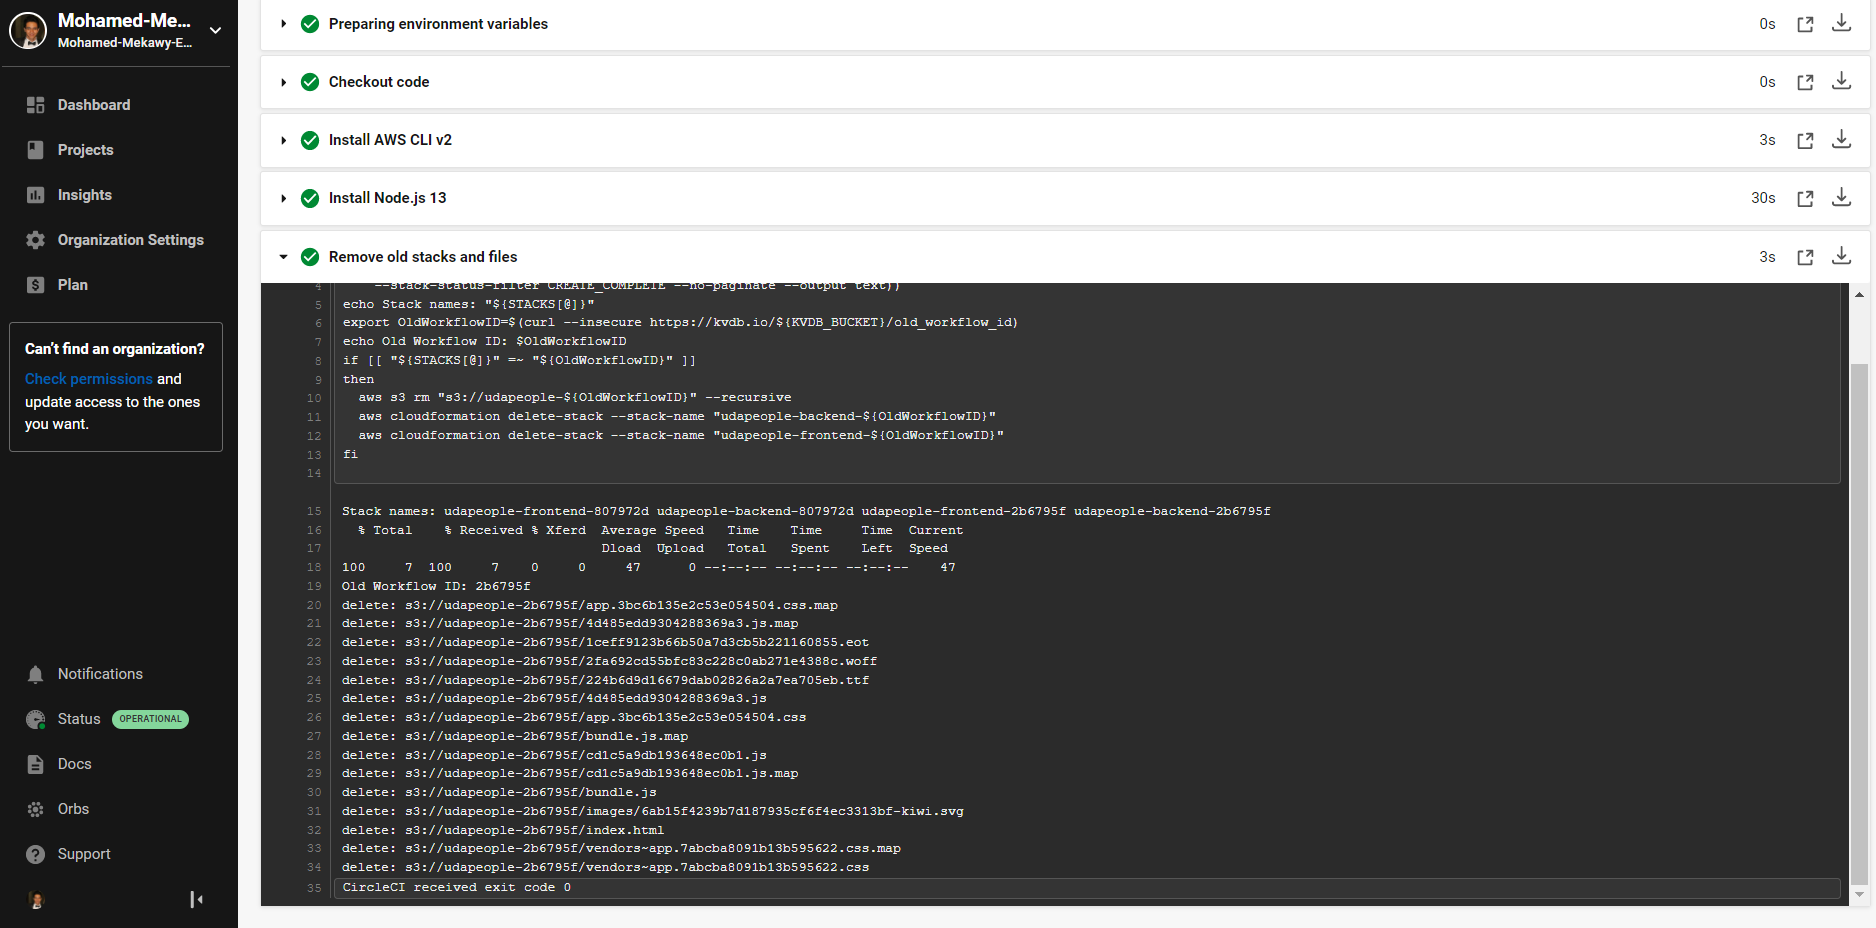 Mohamed-Me...
Mohamed-Mekawy-E...
Dashboard
Projects
Insights
Organization Settings
Plan
Can't find an organization?
Check permissions and
update access to the ones
you want.
Notifications
Status OPERATIONAL
Docs
Orbs
Support
Preparing environment variables 0s
Checkout code 0s
Install AWS CLI v2 3s
Install Node.js 13 30s
Remove old stacks and files 3s
4 --stack-status-filter CREATE_COMPLETE --no-paginate --output text))
5 echo Stack names: "${STACKS[@]}"
6 export OldWorkflowID=$(curl --insecure https://kvdb.io/${KVDB_BUCKET}/old_workflow_id)
7 echo Old Workflow ID: $OldWorkflowID
8 if [[ "${STACKS[@]}" =~ "${OldWorkflowID}" ]]
9 then
10 aws s3 rm "s3://udapeople-${OldWorkflowID}" --recursive
11 aws cloudformation delete-stack --stack-name "udapeople-backend-${OldWorkflowID}"
12 aws cloudformation delete-stack --stack-name "udapeople-frontend-${OldWorkflowID}"
13 fi
14
15 Stack names: udapeople-frontend-807972d udapeople-backend-807972d udapeople-frontend-2b6795f udapeople-backend-2b6795f
16 % Total % Received % Xferd Average Speed Time Time Time Current
17 Dload Upload Total Spent Left Speed
18 100 7 100 7 0 0 47 0 --:--:-- --:--:-- --:--:-- 47
19 Old Workflow ID: 2b6795f
20 delete: s3://udapeople-2b6795f/app.3bc6b135e2c53e054504.css.map
21 delete: s3://udapeople-2b6795f/4d485edd9304288369a3.js.map
22 delete: s3://udapeople-2b6795f/1ceff9123b66b50a7d3cb5b221160855.eot
23 delete: s3://udapeople-2b6795f/2fa692cd55bfc83c228c0ab271e4388c.woff
24 delete: s3://udapeople-2b6795f/224b6d9d16679dab02826a2a7ea705eb.ttf
25 delete: s3://udapeople-2b6795f/4d485edd9304288369a3.js
26 delete: s3://udapeople-2b6795f/app.3bc6b135e2c53e054504.css
27 delete: s3://udapeople-2b6795f/bundle.js.map
28 delete: s3://udapeople-2b6795f/cd1c5a9db193648ec0b1.js
29 delete: s3://udapeople-2b6795f/cd1c5a9db193648ec0b1.js.map
30 delete: s3://udapeople-2b6795f/bundle.js
31 delete: s3://udapeople-2b6795f/images/6ab15f4239b7d187935cf6f4ec3313bf-kiwi.svg
32 delete: s3://udapeople-2b6795f/index.html
33 delete: s3://udapeople-2b6795f/vendors~app.7abcba8091b13b595622.css.map
34 delete: s3://udapeople-2b6795f/vendors~app.7abcba8091b13b595622.css
35 CircleCI received exit code 0